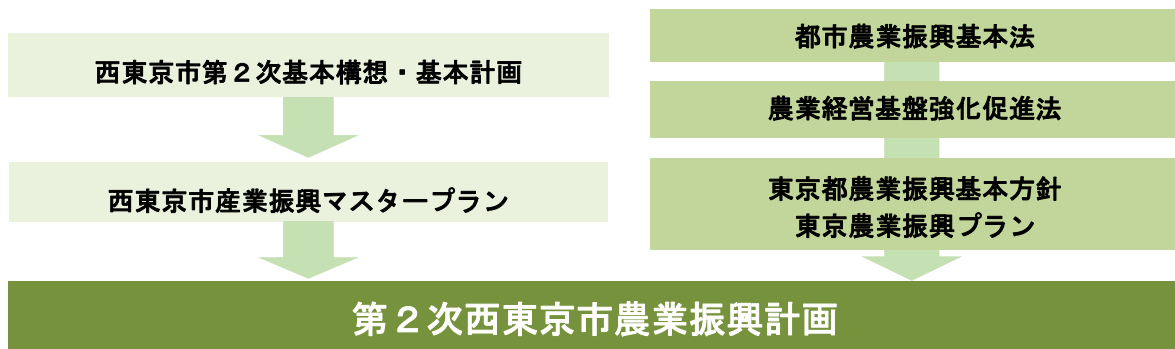 西東京市第２次基本構想・基本計画
西東京市産業振興マスタープラン
都市農業振興基本法
農業経営基盤強化促進法
東京都農業振興基本方針
東京農業振興プラン
第２次西東京市農業振興計画